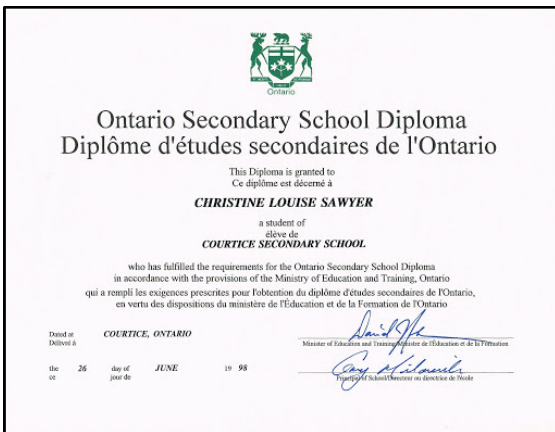 Ontario
Ontario Secondary School Diploma
Diplôme d'études secondaires de l'Ontario
This Diploma is granted to
Ce diplôme est décerné à
CHRISTINE LOUISE SAWYER
a student of
élève de
COURTICE SECONDARY SCHOOL
who has fulfilled the requirements for the Ontario Secondary School Diploma
in accordance with the provisions of the Ministry of Education and Training, Ontario
qui a rempli les exigences prescrites pour l'obtention du diplôme d'études secondaires de l'Ontario,
en vertu des dispositions du ministère de l'Éducation et de la Formation de l'Ontario
Dated at COURTICE, ONTARIO
Délivré à
Minister of Education and Training/Ministre de l'Éducation et de la Formation
the 26 day of JUNE 19 98
ce jour de
Principal of School/Directeur ou directrice de l'école